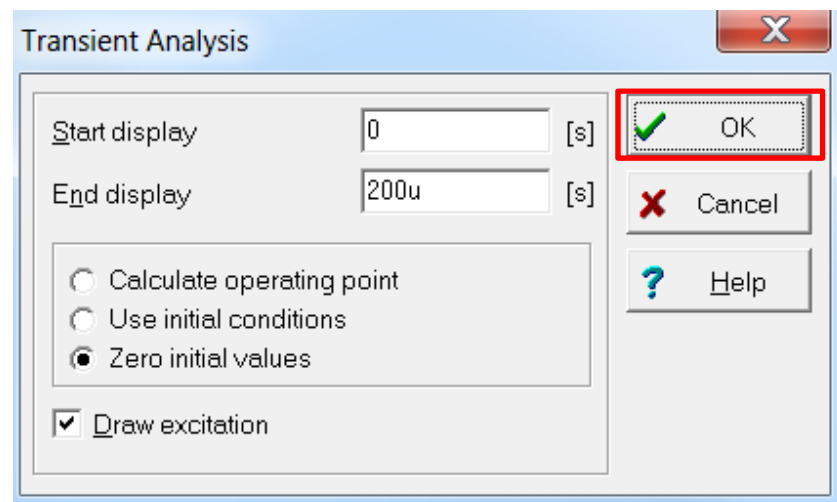 Transient Analysis
X
Start display 0 [s]
OK
End display 200u [s]
Cancel
Calculate operating point
? Help
Use initial conditions
Zero initial values
Draw excitation